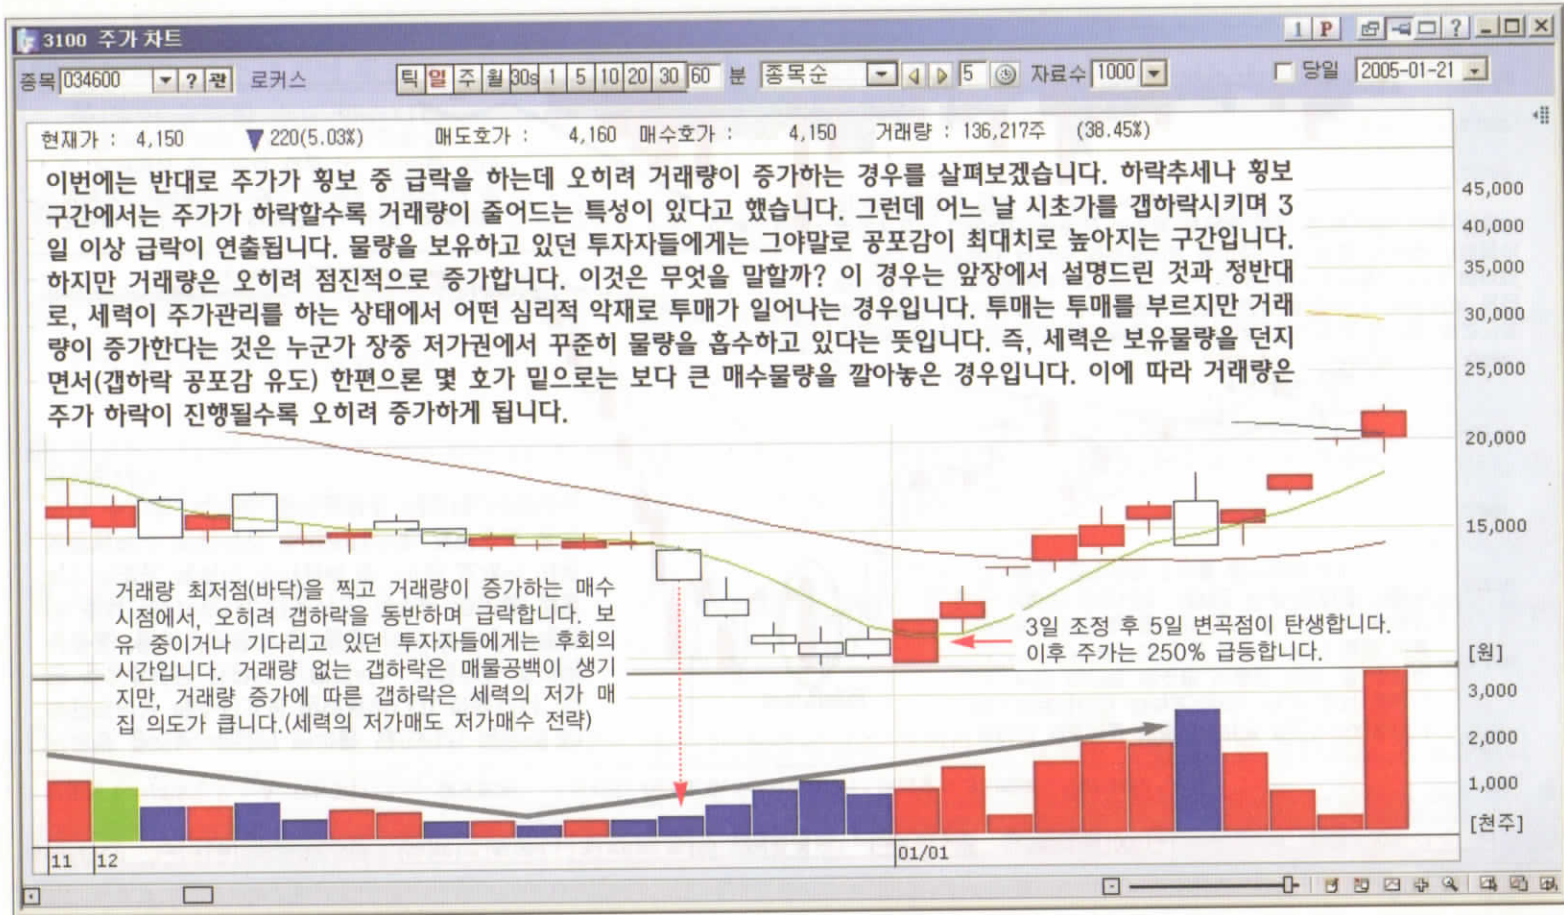 3100 주가 차트
1 P ?
종목 034600 ? 관 로커스 틱 일 주 월 30s 1 5 10 20 30 60 분 종목순 5 자료수 1000 당일 2005-01-21
현재가 : 4,150 ▼ 220(5.03%) 매도호가 : 4,160 매수호가 : 4,150 거래량 : 136,217주 (38.45%)
이번에는 반대로 주가가 횡보 중 급락을 하는데 오히려 거래량이 증가하는 경우를 살펴보겠습니다. 하락추세나 횡보
구간에서는 주가가 하락할수록 거래량이 줄어드는 특성이 있다고 했습니다. 그런데 어느 날 시초가를 갭하락시키며 3
일 이상 급락이 연출됩니다. 물량을 보유하고 있던 투자자들에게는 그야말로 공포감이 최대치로 높아지는 구간입니다.
하지만 거래량은 오히려 점진적으로 증가합니다. 이것은 무엇을 말할까? 이 경우는 앞장에서 설명드린 것과 정반대
로, 세력이 주가관리를 하는 상태에서 어떤 심리적 악재로 투매가 일어나는 경우입니다. 투매는 투매를 부르지만 거래
량이 증가한다는 것은 누군가 장중 저가권에서 꾸준히 물량을 흡수하고 있다는 뜻입니다. 즉, 세력은 보유물량을 던지
면서(갭하락 공포감 유도) 한편으론 몇 호가 밑으로는 보다 큰 매수물량을 깔아놓은 경우입니다. 이에 따라 거래량은
주가 하락이 진행될수록 오히려 증가하게 됩니다.
45,000
40,000
35,000
30,000
25,000
20,000
15,000
[원]
거래량 최저점(바닥)을 찍고 거래량이 증가하는 매수
시점에서, 오히려 갭하락을 동반하며 급락합니다. 보
유 중이거나 기다리고 있던 투자자들에게는 후회의
시간입니다. 거래량 없는 갭하락은 매물공백이 생기
지만, 거래량 증가에 따른 갭하락은 세력의 저가 매
집 의도가 큽니다.(세력의 저가매도 저가매수 전략)
3일 조정 후 5일 변곡점이 탄생합니다.
이후 주가는 250% 급등합니다.
3,000
2,000
1,000
[천주]
11 12 01/01